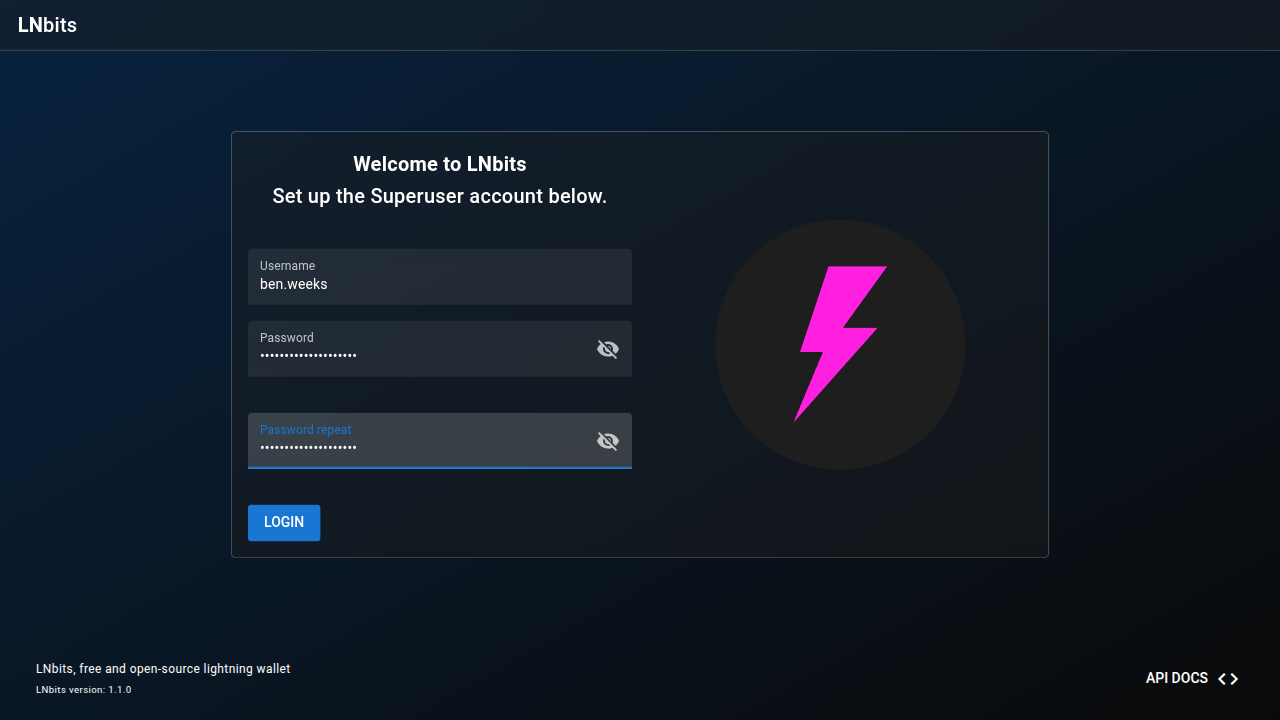 LNbits
Welcome to LNbits
Set up the Superuser account below.
Username
ben.weeks
Password
••••••••••••••••••••
Password repeat
••••••••••••••••••••
LOGIN
LNbits, free and open-source lightning wallet
LNbits version: 1.1.0
API DOCS